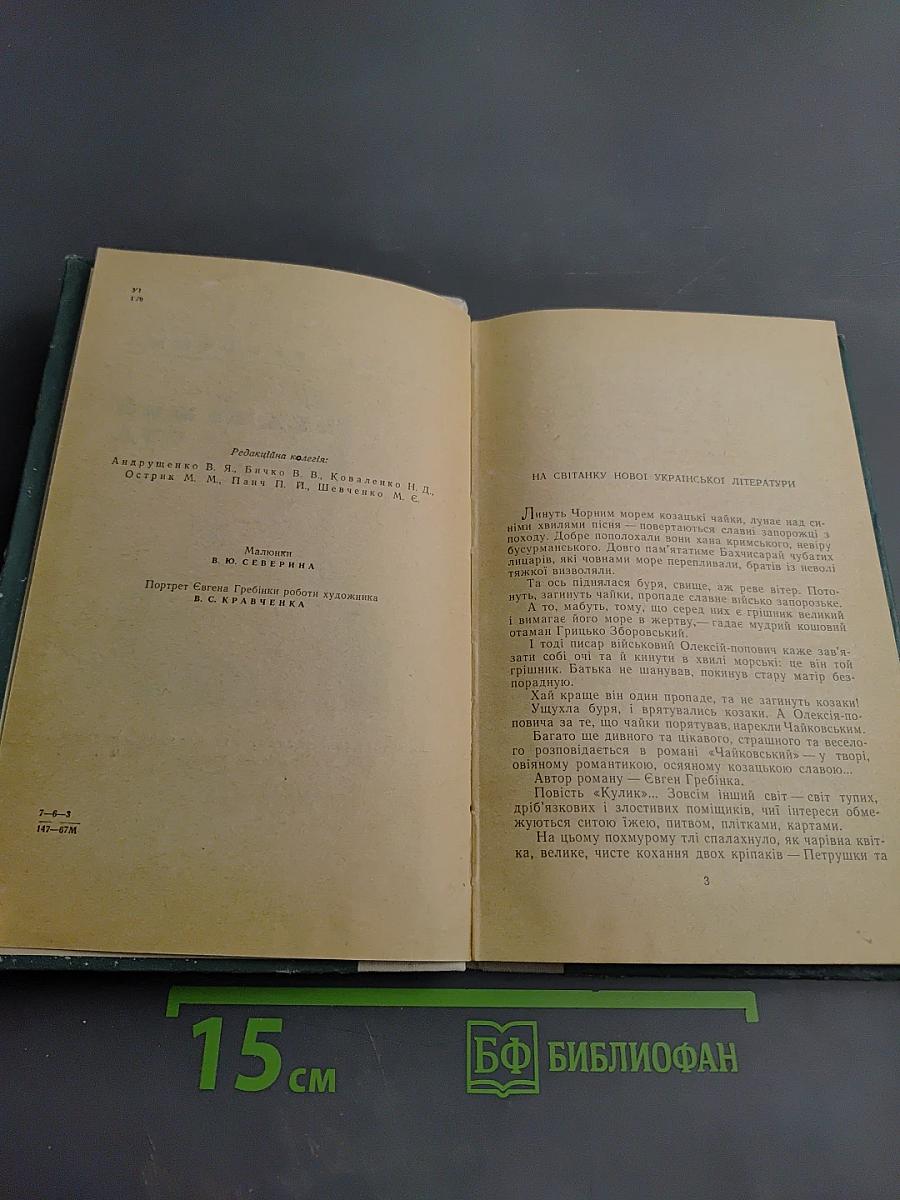 У1
Г79
Редакційна колегія:
Андрущенко В. Я., Бичко В. В., Коваленко Н. Д.,
Острик М. М., Панч П. Й., Шевченко М. Є.
Малюнки
В. Ю. СЕВЕРИНА
Портрет Євгена Гребінки роботи художника
В. С. КРАВЧЕНКА
7—6—3
147—67М
НА СВІТАНКУ НОВОЇ УКРАЇНСЬКОЇ ЛІТЕРАТУРИ
Линуть Чорним морем козацькі чайки, лунає над си-
німи хвилями пісня — повертаються славні запорожці з
походу. Добре пополохали вони хана кримського, невіру
бусурманського. Довго пам'ятатиме Бахчисарай чубатих
лицарів, які човнами море перепливали, братів із неволі
тяжкої визволяли.
Та ось піднялася буря, свище, аж реве вітер. Пото-
нуть, загинуть чайки, пропаде славне військо запорозьке.
А то, мабуть, тому, що серед них є грішник великий
і вимагає його море в жертву,— гадає мудрий кошовий
отаман Грицько Зборовський.
І тоді писар військовий Олексій-попович каже зав'я-
зати собі очі та й кинути в хвилі морські: це він той
грішник. Батька не шанував, покинув стару матір без-
порадную.
Хай краще він один пропаде, та не загинуть козаки!
Ущухла буря, і врятувались козаки. А Олексія-по-
повича за те, що чайки порятував, нарекли Чайковським.
Багато ще дивного та цікавого, страшного та весело-
го розповідається в романі «Чайковський» — у творі,
овіяному романтикою, осяяному козацькою славою...
Автор роману — Євген Гребінка.
Повість «Кулик»... Зовсім інший світ — світ тупих,
дріб'язкових і злостивих поміщиків, чиї інтереси обме-
жуються ситою їжею, питвом, плітками, картами.
На цьому похмурому тлі спалахнуло, як чарівна квіт-
ка, велике, чисте кохання двох кріпаків — Петрушки та
3
15 см
БФ БИБЛИОФАН